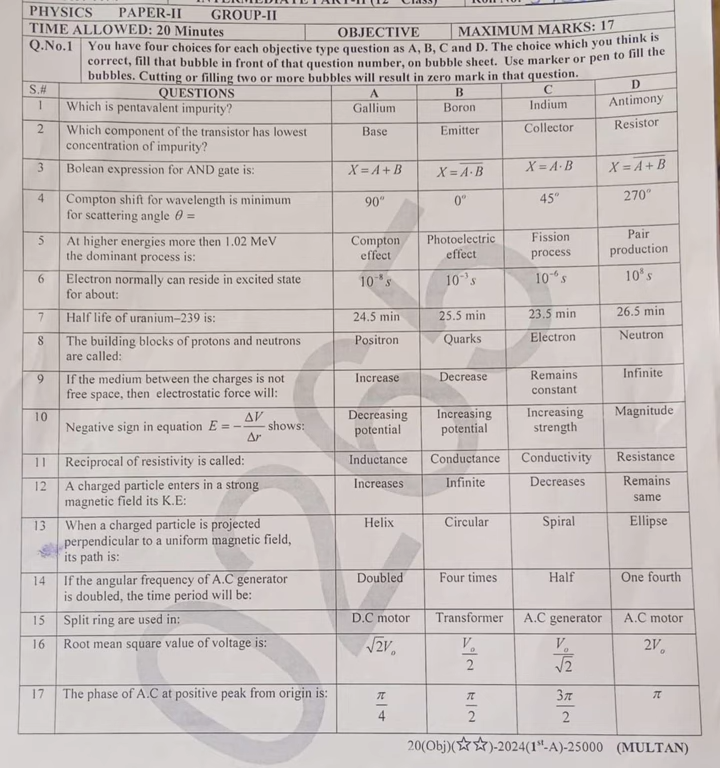 INTERMEDIATE PART-II (12 Class)
PHYSICS PAPER-II GROUP-II
TIME ALLOWED: 20 Minutes OBJECTIVE MAXIMUM MARKS: 17
Q.No.1 You have four choices for each objective type question as A, B, C and D. The choice which you think is
correct, fill that bubble in front of that question number, on bubble sheet. Use marker or pen to fill the
bubbles. Cutting or filling two or more bubbles will result in zero mark in that question.
S.# QUESTIONS A B C D
1 Which is pentavalent impurity? Gallium Boron Indium Antimony
2 Which component of the transistor has lowest Base Emitter Collector Resistor
concentration of impurity?
3 Bolean expression for AND gate is: X = A + B X = \overline{A·B} X = A·B X = \overline{A + B}
4 Compton shift for wavelength is minimum 90° 0° 45° 270°
for scattering angle θ =
5 At higher energies more then 1.02 MeV Compton Photoelectric Fission Pair
the dominant process is: effect effect process production
6 Electron normally can reside in excited state 10⁻⁸ s 10⁻³ s 10⁻⁶ s 10⁸ s
for about:
7 Half life of uranium–239 is: 24.5 min 25.5 min 23.5 min 26.5 min
8 The building blocks of protons and neutrons Positron Quarks Electron Neutron
are called:
9 If the medium between the charges is not Increase Decrease Remains Infinite
free space, then electrostatic force will: constant
10 Negative sign in equation E = −ΔV/Δr shows: Decreasing Increasing Increasing Magnitude
potential potential strength
11 Reciprocal of resistivity is called: Inductance Conductance Conductivity Resistance
12 A charged particle enters in a strong Increases Infinite Decreases Remains
magnetic field its K.E: same
13 When a charged particle is projected Helix Circular Spiral Ellipse
perpendicular to a uniform magnetic field,
its path is:
14 If the angular frequency of A.C generator Doubled Four times Half One fourth
is doubled, the time period will be:
15 Split ring are used in: D.C motor Transformer A.C generator A.C motor
16 Root mean square value of voltage is: √2V₀ V₀/2 V₀/√2 2V₀
17 The phase of A.C at positive peak from origin is: π/4 π/2 3π/2 π
20(Obj)(☆☆)-2024(1ˢᵗ-A)-25000 (MULTAN)
0265